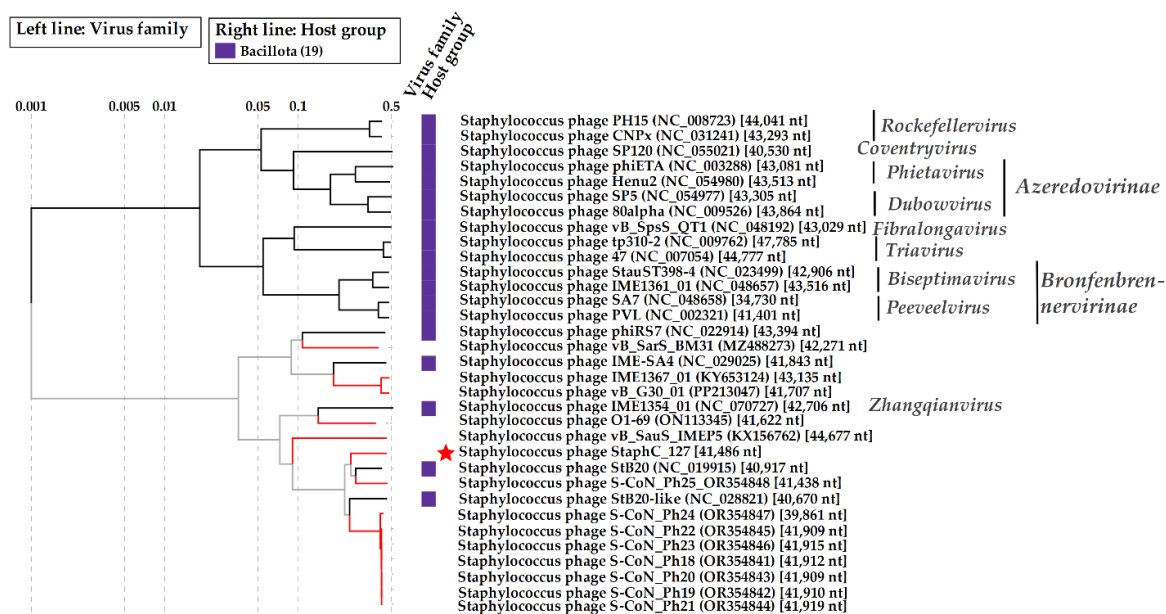 Left line: Virus family
Right line: Host group
Bacillota (19)
Virus family
Host group
0.001 0.005 0.01 0.05 0.1 0.5
Staphylococcus phage PH15 (NC_008723) [44,041 nt]
Staphylococcus phage CNPx (NC_031241) [43,293 nt]
Rockefellervirus
Staphylococcus phage SP120 (NC_055021) [40,530 nt] Coventryvirus
Staphylococcus phage phiETA (NC_003288) [43,081 nt]
Staphylococcus phage Henu2 (NC_054980) [43,513 nt]
Phietavirus
Staphylococcus phage SP5 (NC_054977) [43,305 nt]
Staphylococcus phage 80alpha (NC_009526) [43,864 nt]
Dubowvirus
Azeredovirinae
Staphylococcus phage vB_SpsS_QT1 (NC_048192) [43,029 nt] Fibralongavirus
Staphylococcus phage tp310-2 (NC_009762) [47,785 nt]
Staphylococcus phage 47 (NC_007054) [44,777 nt]
Triavirus
Staphylococcus phage StauST398-4 (NC_023499) [42,906 nt]
Staphylococcus phage IME1361_01 (NC_048657) [43,516 nt]
Biseptimavirus
Staphylococcus phage SA7 (NC_048658) [34,730 nt]
Staphylococcus phage PVL (NC_002321) [41,401 nt]
Peeveelvirus
Bronfenbren-
nervirinae
Staphylococcus phage phiRS7 (NC_022914) [43,394 nt]
Staphylococcus phage vB_SarS_BM31 (MZ488273) [42,271 nt]
Staphylococcus phage IME-SA4 (NC_029025) [41,843 nt]
Staphylococcus phage IME1367_01 (KY653124) [43,135 nt]
Staphylococcus phage vB_G30_01 (PP213047) [41,707 nt]
Staphylococcus phage IME1354_01 (NC_070727) [42,706 nt] Zhangqianvirus
Staphylococcus phage O1-69 (ON113345) [41,622 nt]
Staphylococcus phage vB_SauS_IMEP5 (KX156762) [44,677 nt]
Staphylococcus phage StaphC_127 [41,486 nt]
Staphylococcus phage StB20 (NC_019915) [40,917 nt]
Staphylococcus phage S-CoN_Ph25_OR354848 [41,438 nt]
Staphylococcus phage StB20-like (NC_028821) [40,670 nt]
Staphylococcus phage S-CoN_Ph24 (OR354847) [39,861 nt]
Staphylococcus phage S-CoN_Ph22 (OR354845) [41,909 nt]
Staphylococcus phage S-CoN_Ph23 (OR354846) [41,915 nt]
Staphylococcus phage S-CoN_Ph18 (OR354841) [41,912 nt]
Staphylococcus phage S-CoN_Ph20 (OR354843) [41,909 nt]
Staphylococcus phage S-CoN_Ph19 (OR354842) [41,910 nt]
Staphylococcus phage S-CoN_Ph21 (OR354844) [41,919 nt]